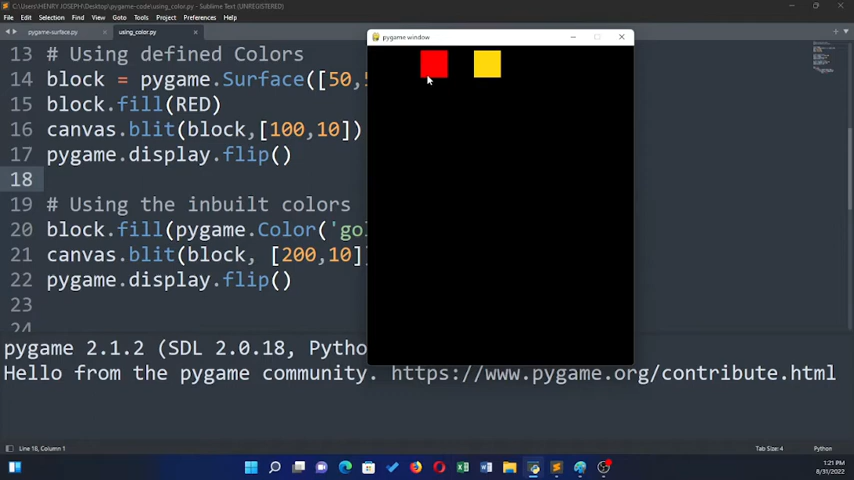 C:\Users\HENRY JOSEPH\Desktop\pygame-code\using_color.py - Sublime Text (UNREGISTERED)
File Edit Selection Find View Goto Tools Project Preferences Help
pygame-surface.py using_color.py
pygame window
13 # Using defined Colors
14 block = pygame.Surface([50,
15 block.fill(RED)
16 canvas.blit(block,[100,10])
17 pygame.display.flip()
18
19 # Using the inbuilt colors
20 block.fill(pygame.Color('go
21 canvas.blit(block, [200,10]
22 pygame.display.flip()
23
24
pygame 2.1.2 (SDL 2.0.18, Pytho
Hello from the pygame community. https://www.pygame.org/contribute.html
Line 18, Column 1 Tab Size: 4 Python
1:21 PM
8/31/2022